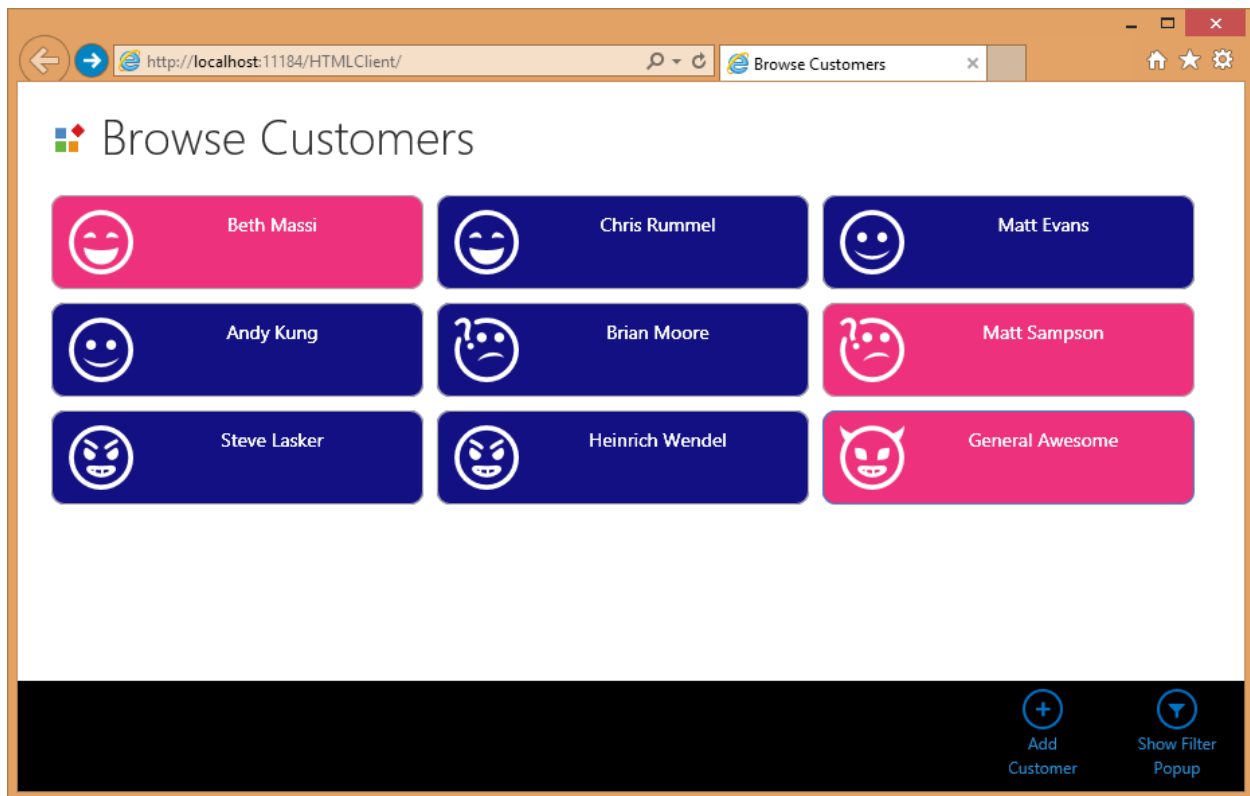 http://localhost:11184/HTMLClient/
Browse Customers
Browse Customers
Beth Massi
Chris Rummel
Matt Evans
Andy Kung
Brian Moore
Matt Sampson
Steve Lasker
Heinrich Wendel
General Awesome
Add
Customer
Show Filter
Popup